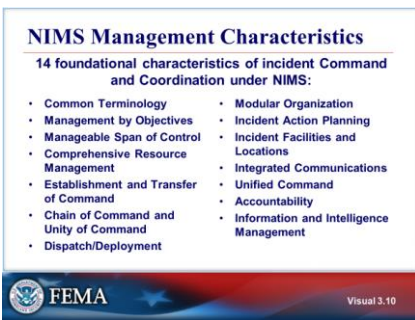 NIMS Management Characteristics
14 foundational characteristics of incident Command
and Coordination under NIMS:
• Common Terminology
• Management by Objectives
• Manageable Span of Control
• Comprehensive Resource
Management
• Establishment and Transfer
of Command
• Chain of Command and
Unity of Command
• Dispatch/Deployment
• Modular Organization
• Incident Action Planning
• Incident Facilities and
Locations
• Integrated Communications
• Unified Command
• Accountability
• Information and Intelligence
Management
FEMA
Visual 3.10